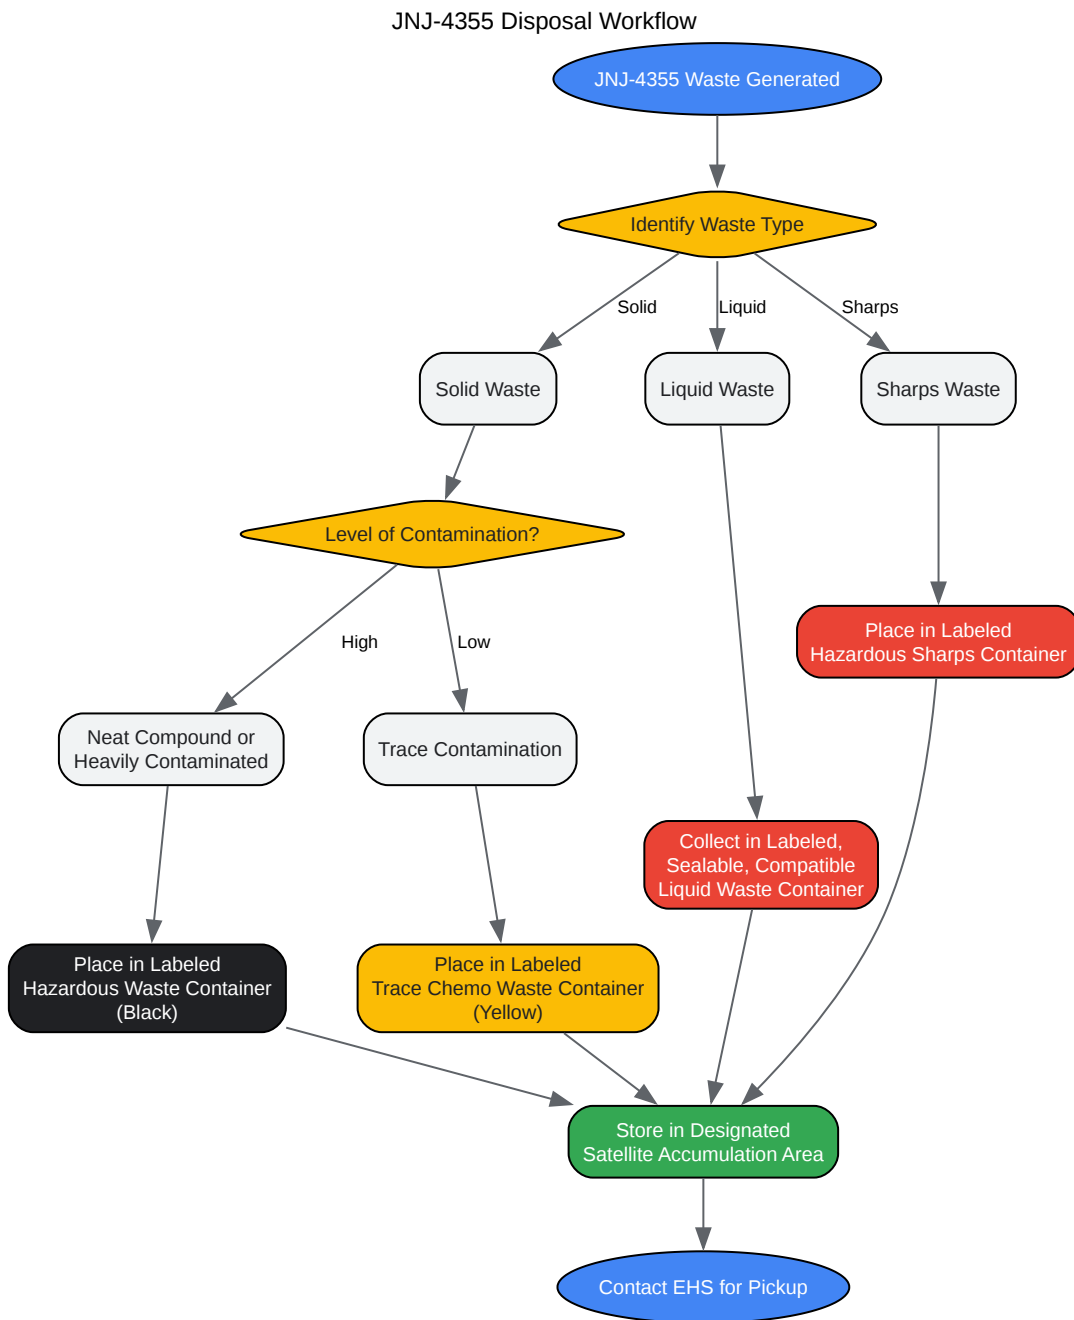 JNJ-4355 Disposal Workflow
JNJ-4355 Waste Generated
Identify Waste Type
Solid
Liquid
Sharps
Solid Waste
Liquid Waste
Sharps Waste
Level of Contamination?
High
Low
Place in Labeled
Hazardous Sharps Container
Neat Compound or
Heavily Contaminated
Trace Contamination
Collect in Labeled,
Sealable, Compatible
Liquid Waste Container
Place in Labeled
Hazardous Waste Container
(Black)
Place in Labeled
Trace Chemo Waste Container
(Yellow)
Store in Designated
Satellite Accumulation Area
Contact EHS for Pickup